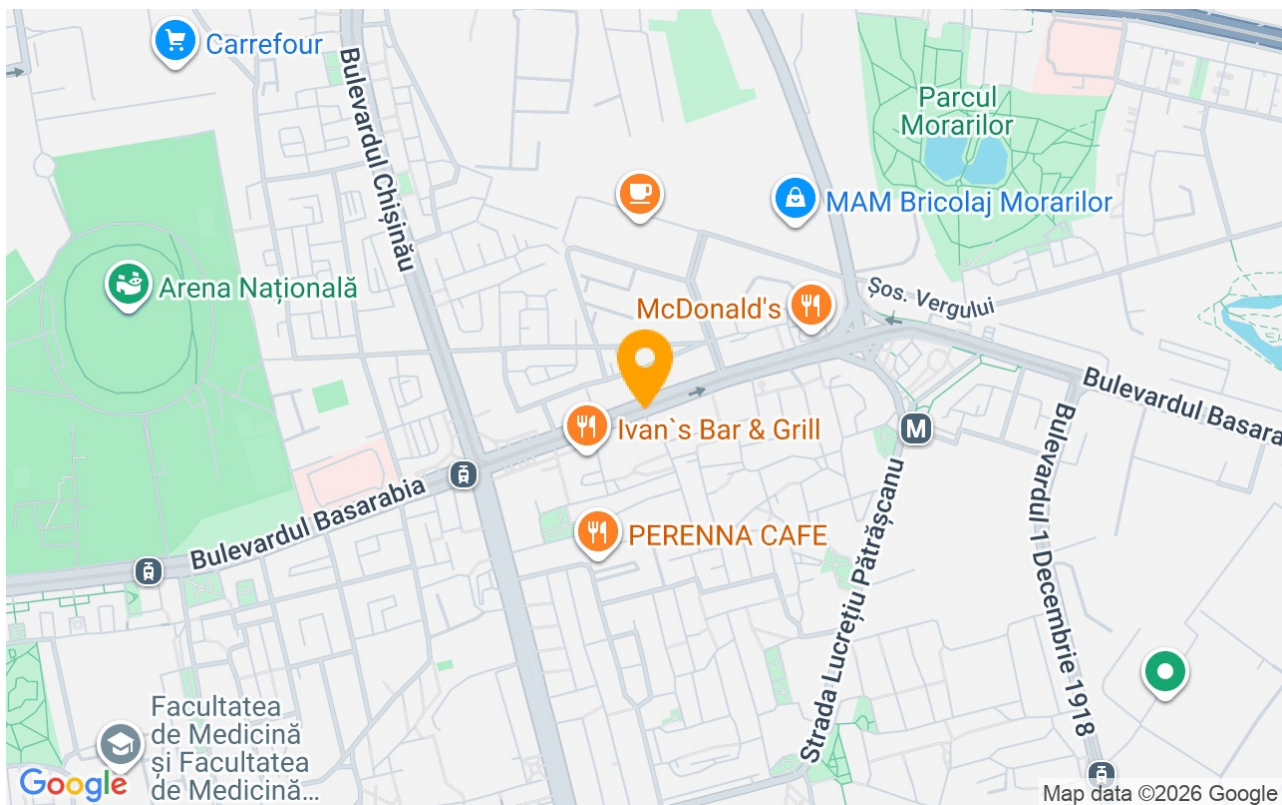 Carrefour
Bulevardul Chișinău
Parcul
Morarilor
MAM Bricolaj Morarilor
Arena Națională
Șos. Vergului
McDonald's
Bulevardul Basara
Ivan`s Bar & Grill
M
Bulevardul Basarabia
PERENNA CAFE
Strada Lucrețiu Pătrășcanu
Bulevardul 1 Decembrie 1918
Facultatea
de Medicină
și Facultatea
de Medicină...
Google
Map data ©2026 Google